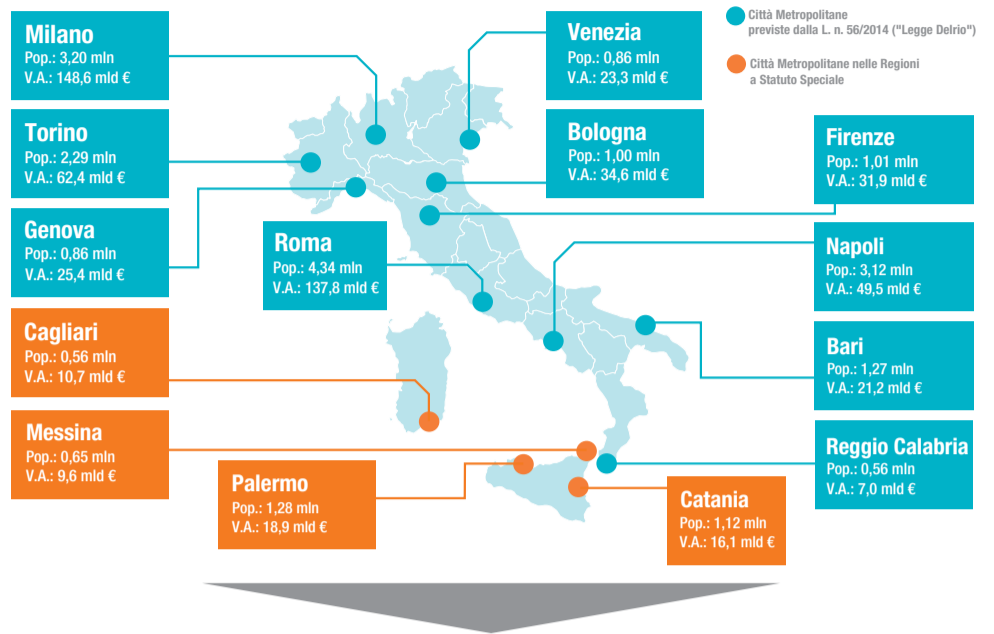 Milano
Pop.: 3,20 mln
V.A.: 148,6 mld €
Venezia
Pop.: 0,86 mln
V.A.: 23,3 mld €
Città Metropolitane
previste dalla L. n. 56/2014 ("Legge Delrio")
Città Metropolitane nelle Regioni
a Statuto Speciale
Torino
Pop.: 2,29 mln
V.A.: 62,4 mld €
Bologna
Pop.: 1,00 mln
V.A.: 34,6 mld €
Firenze
Pop.: 1,01 mln
V.A.: 31,9 mld €
Genova
Pop.: 0,86 mln
V.A.: 25,4 mld €
Roma
Pop.: 4,34 mln
V.A.: 137,8 mld €
Napoli
Pop.: 3,12 mln
V.A.: 49,5 mld €
Cagliari
Pop.: 0,56 mln
V.A.: 10,7 mld €
Bari
Pop.: 1,27 mln
V.A.: 21,2 mld €
Messina
Pop.: 0,65 mln
V.A.: 9,6 mld €
Reggio Calabria
Pop.: 0,56 mln
V.A.: 7,0 mld €
Palermo
Pop.: 1,28 mln
V.A.: 18,9 mld €
Catania
Pop.: 1,12 mln
V.A.: 16,1 mld €